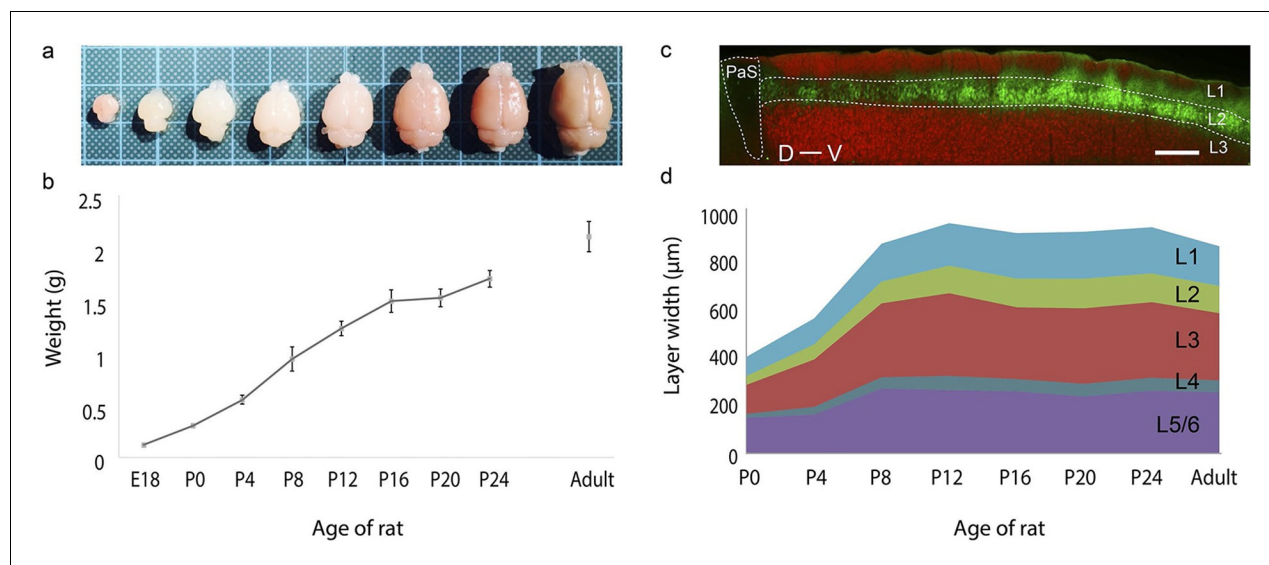 a
b
2.5
2
1.5
1
0.5
0
Weight (g)
E18 P0 P4 P8 P12 P16 P20 P24 Adult
Age of rat
c
PaS
L1
L2
L3
D — V
d
1000
800
600
400
200
0
Layer width (µm)
L1
L2
L3
L4
L5/6
P0 P4 P8 P12 P16 P20 P24 Adult
Age of rat